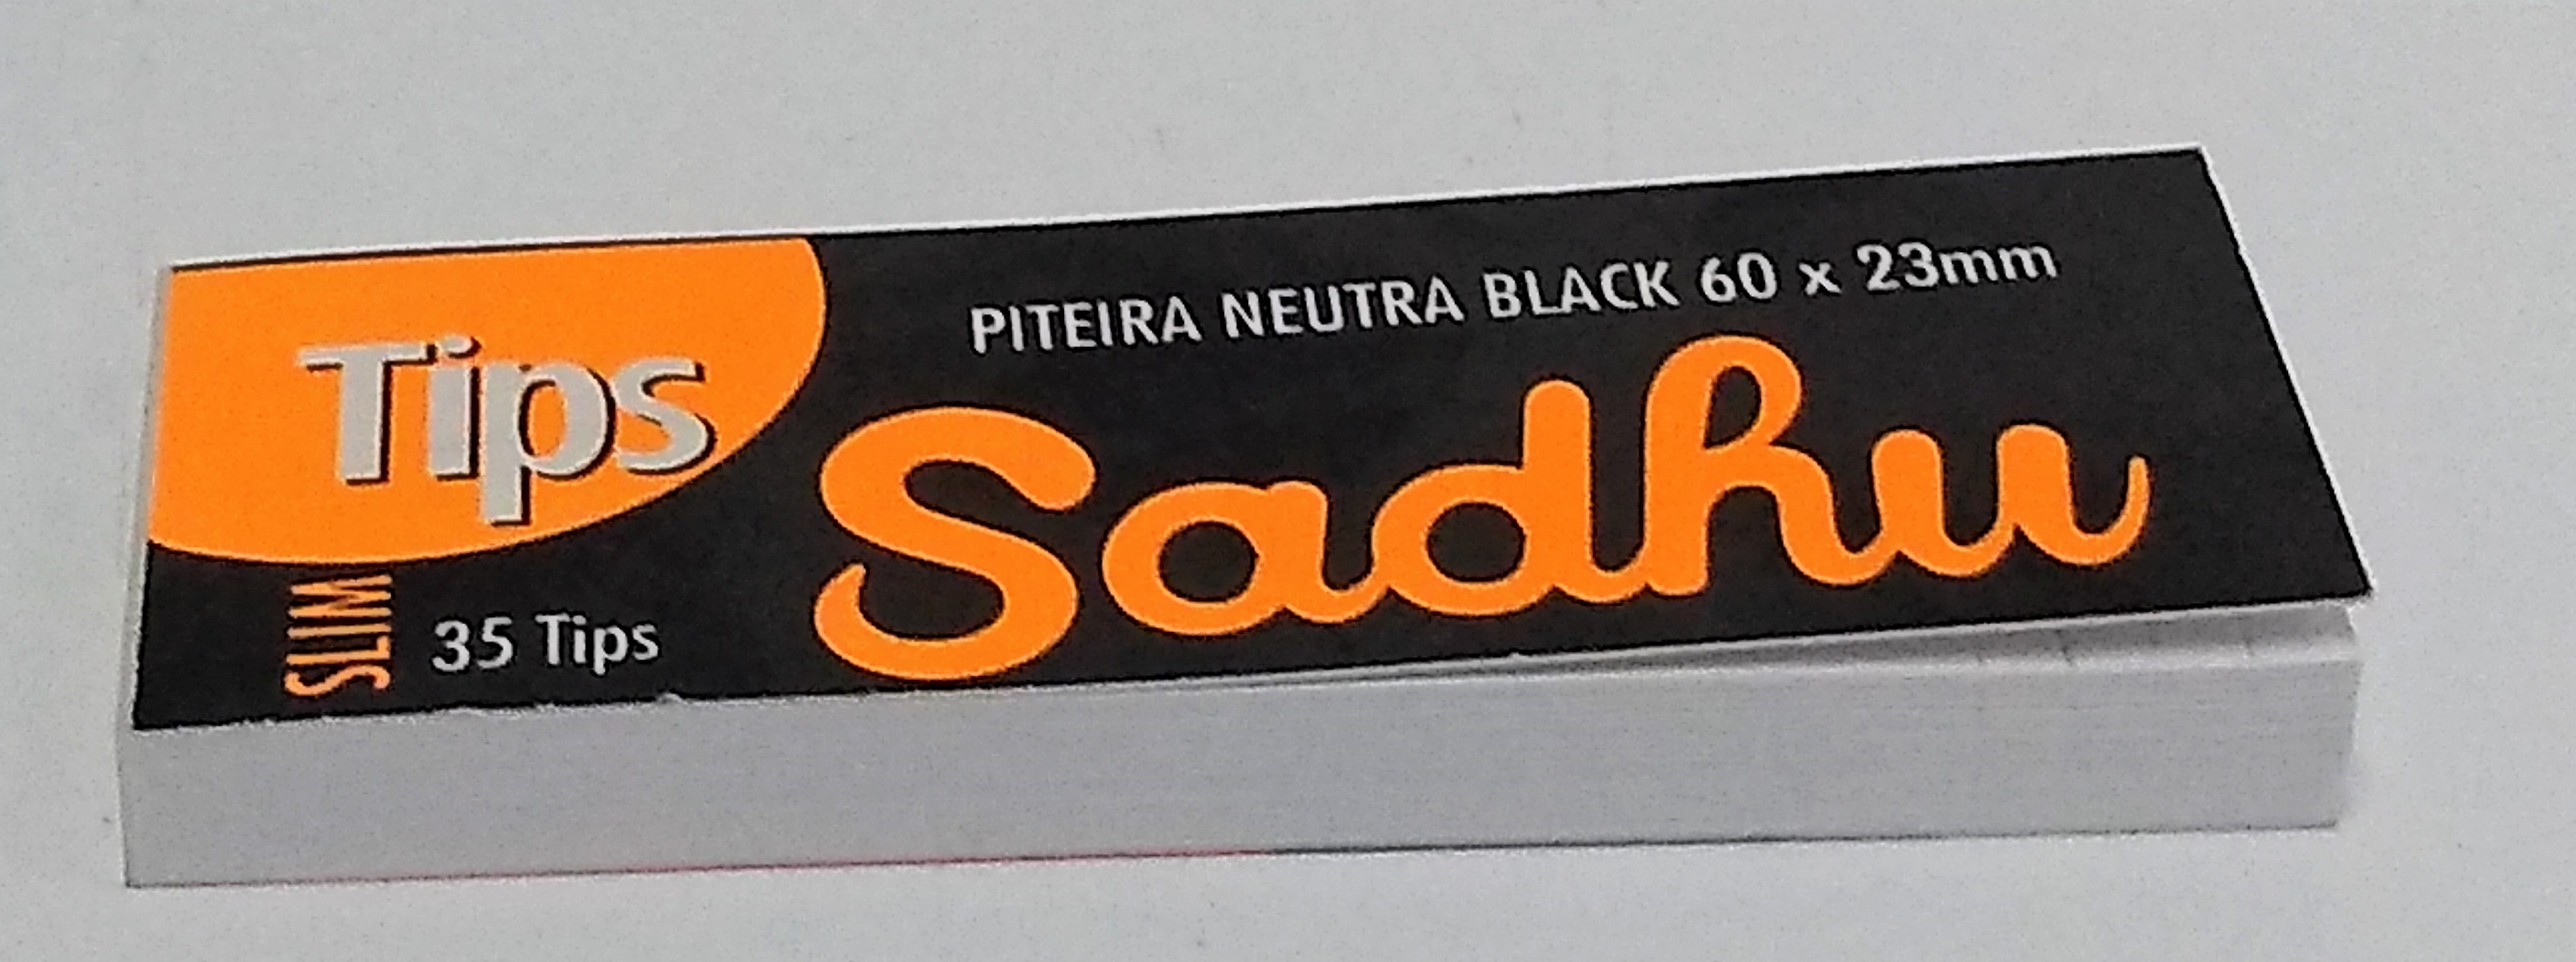 Tips
PITEIRA NEUTRA BLACK 60 x 23mm
Sadhu
SLIM
35 Tips